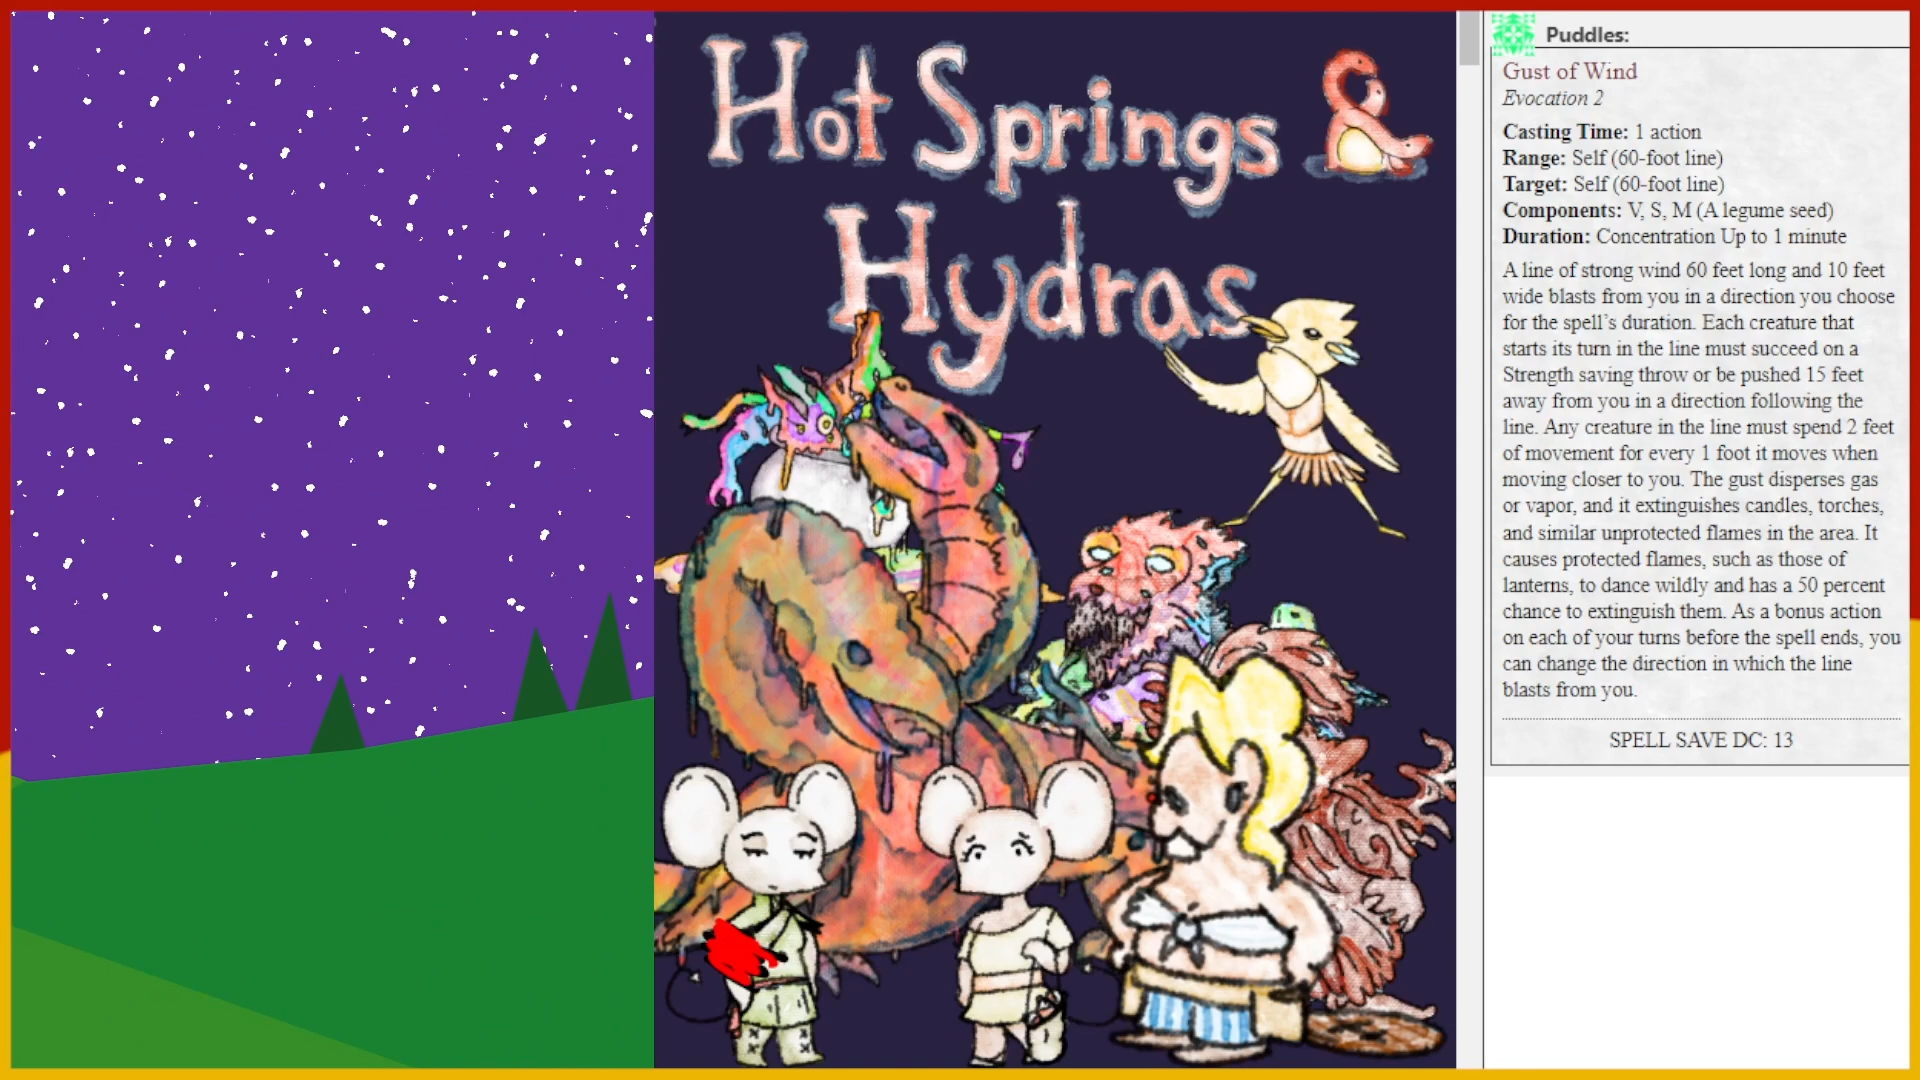 Hot Springs &
Hydras
Puddles:
Gust of Wind
Evocation 2
Casting Time: 1 action
Range: Self (60-foot line)
Target: Self (60-foot line)
Components: V, S, M (A legume seed)
Duration: Concentration Up to 1 minute
A line of strong wind 60 feet long and 10 feet
wide blasts from you in a direction you choose
for the spell’s duration. Each creature that
starts its turn in the line must succeed on a
Strength saving throw or be pushed 15 feet
away from you in a direction following the
line. Any creature in the line must spend 2 feet
of movement for every 1 foot it moves when
moving closer to you. The gust disperses gas
or vapor, and it extinguishes candles, torches,
and similar unprotected flames in the area. It
causes protected flames, such as those of
lanterns, to dance wildly and has a 50 percent
chance to extinguish them. As a bonus action
on each of your turns before the spell ends, you
can change the direction in which the line
blasts from you.
SPELL SAVE DC: 13